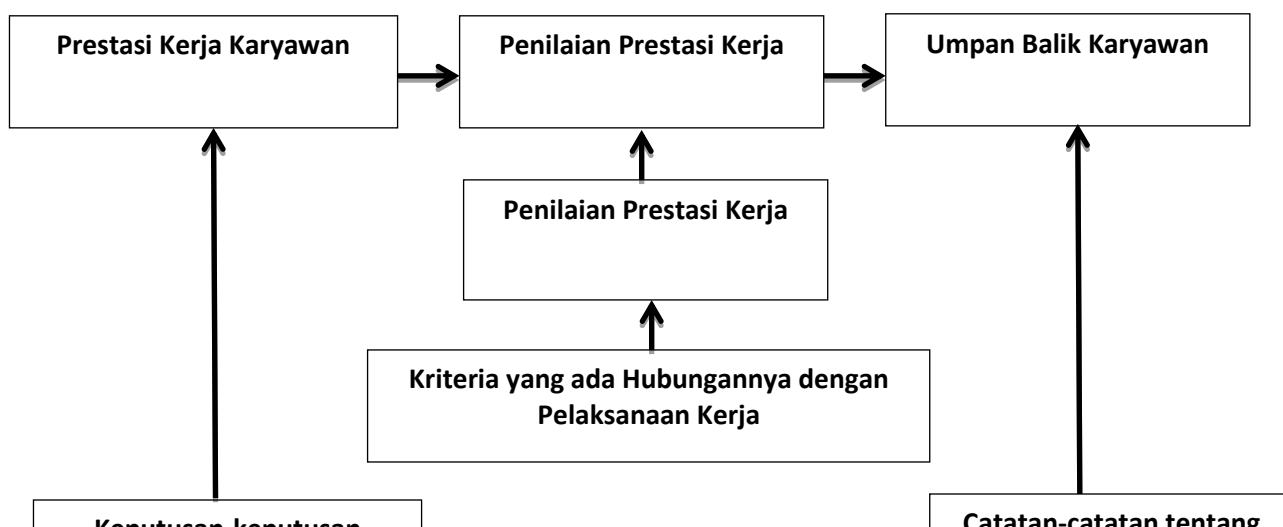 Prestasi Kerja Karyawan
Penilaian Prestasi Kerja
Umpan Balik Karyawan
Penilaian Prestasi Kerja
Kriteria yang ada Hubungannya dengan
Pelaksanaan Kerja
Keputusan-keputusan
Catatan-catatan tentang